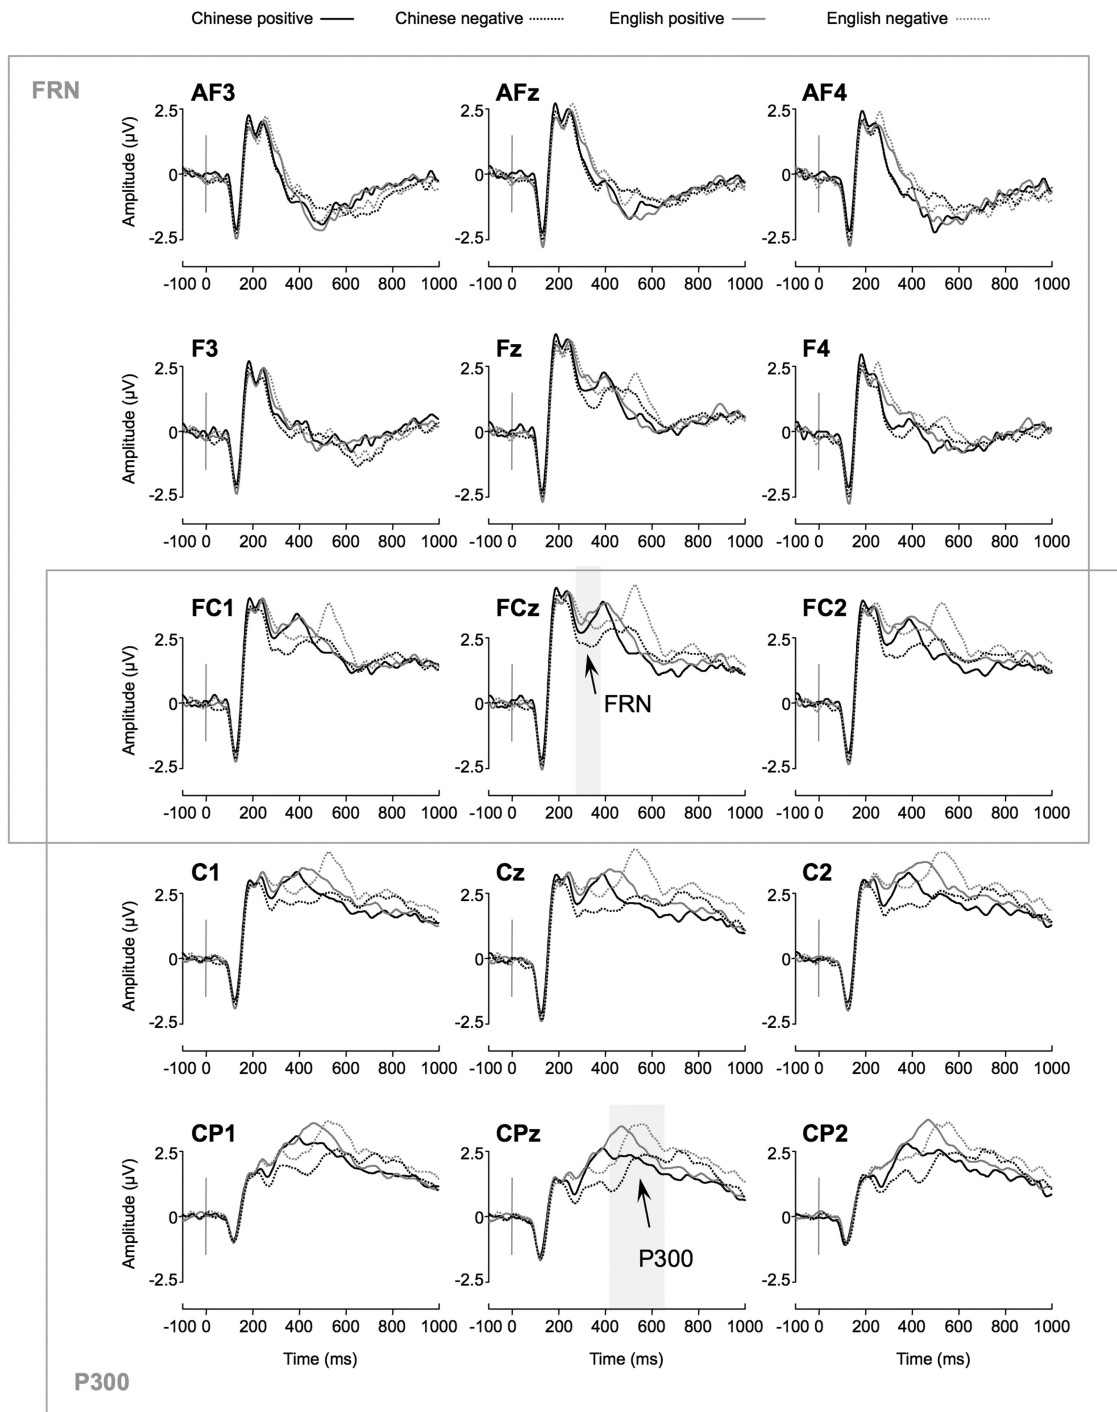 Chinese positive Chinese negative English positive English negative
FRN
AF3 AFz AF4
Amplitude (μV)
2.5 2.5 2.5
0 0 0
-2.5 -2.5 -2.5
-100 0 200 400 600 800 1000 -100 0 200 400 600 800 1000 -100 0 200 400 600 800 1000
F3 Fz F4
Amplitude (μV)
2.5 2.5 2.5
0 0 0
-2.5 -2.5 -2.5
-100 0 200 400 600 800 1000 -100 0 200 400 600 800 1000 -100 0 200 400 600 800 1000
FC1 FCz FC2
Amplitude (μV)
2.5 2.5 2.5
0 0 0
FRN
-2.5 -2.5 -2.5
-100 0 200 400 600 800 1000 -100 0 200 400 600 800 1000 -100 0 200 400 600 800 1000
C1 Cz C2
Amplitude (μV)
2.5 2.5 2.5
0 0 0
-2.5 -2.5 -2.5
-100 0 200 400 600 800 1000 -100 0 200 400 600 800 1000 -100 0 200 400 600 800 1000
CP1 CPz CP2
Amplitude (μV)
2.5 2.5 2.5
0 0 0
P300
-2.5 -2.5 -2.5
-100 0 200 400 600 800 1000 -100 0 200 400 600 800 1000 -100 0 200 400 600 800 1000
Time (ms) Time (ms) Time (ms)
P300